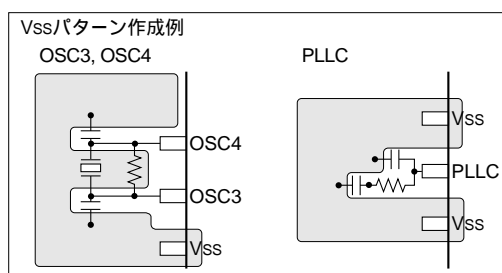 Vssパターン作成例
OSC3, OSC4
PLLC
OSC4
OSC3
Vss
Vss
PLLC
Vss